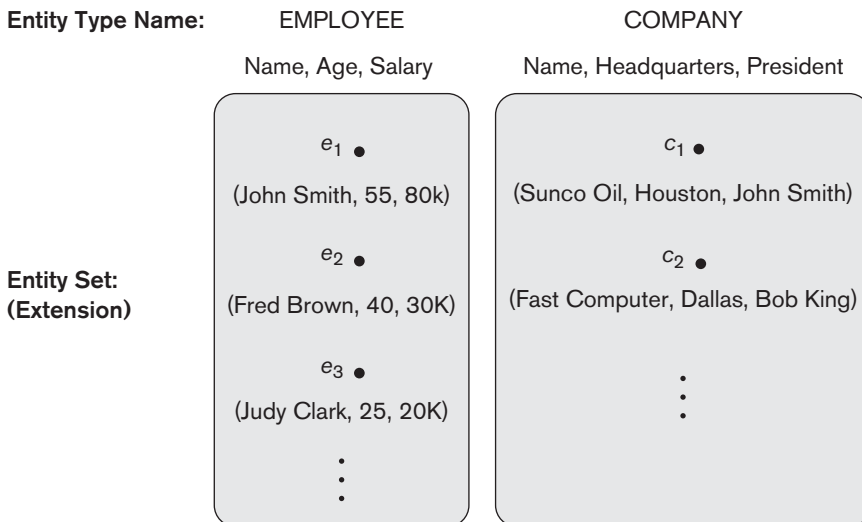 Entity Type Name: EMPLOYEE COMPANY
Name, Age, Salary Name, Headquarters, President
e1 c1
(John Smith, 55, 80k) (Sunco Oil, Houston, John Smith)
e2 c2
Entity Set:
(Extension)
(Fred Brown, 40, 30K) (Fast Computer, Dallas, Bob King)
e3
(Judy Clark, 25, 20K)